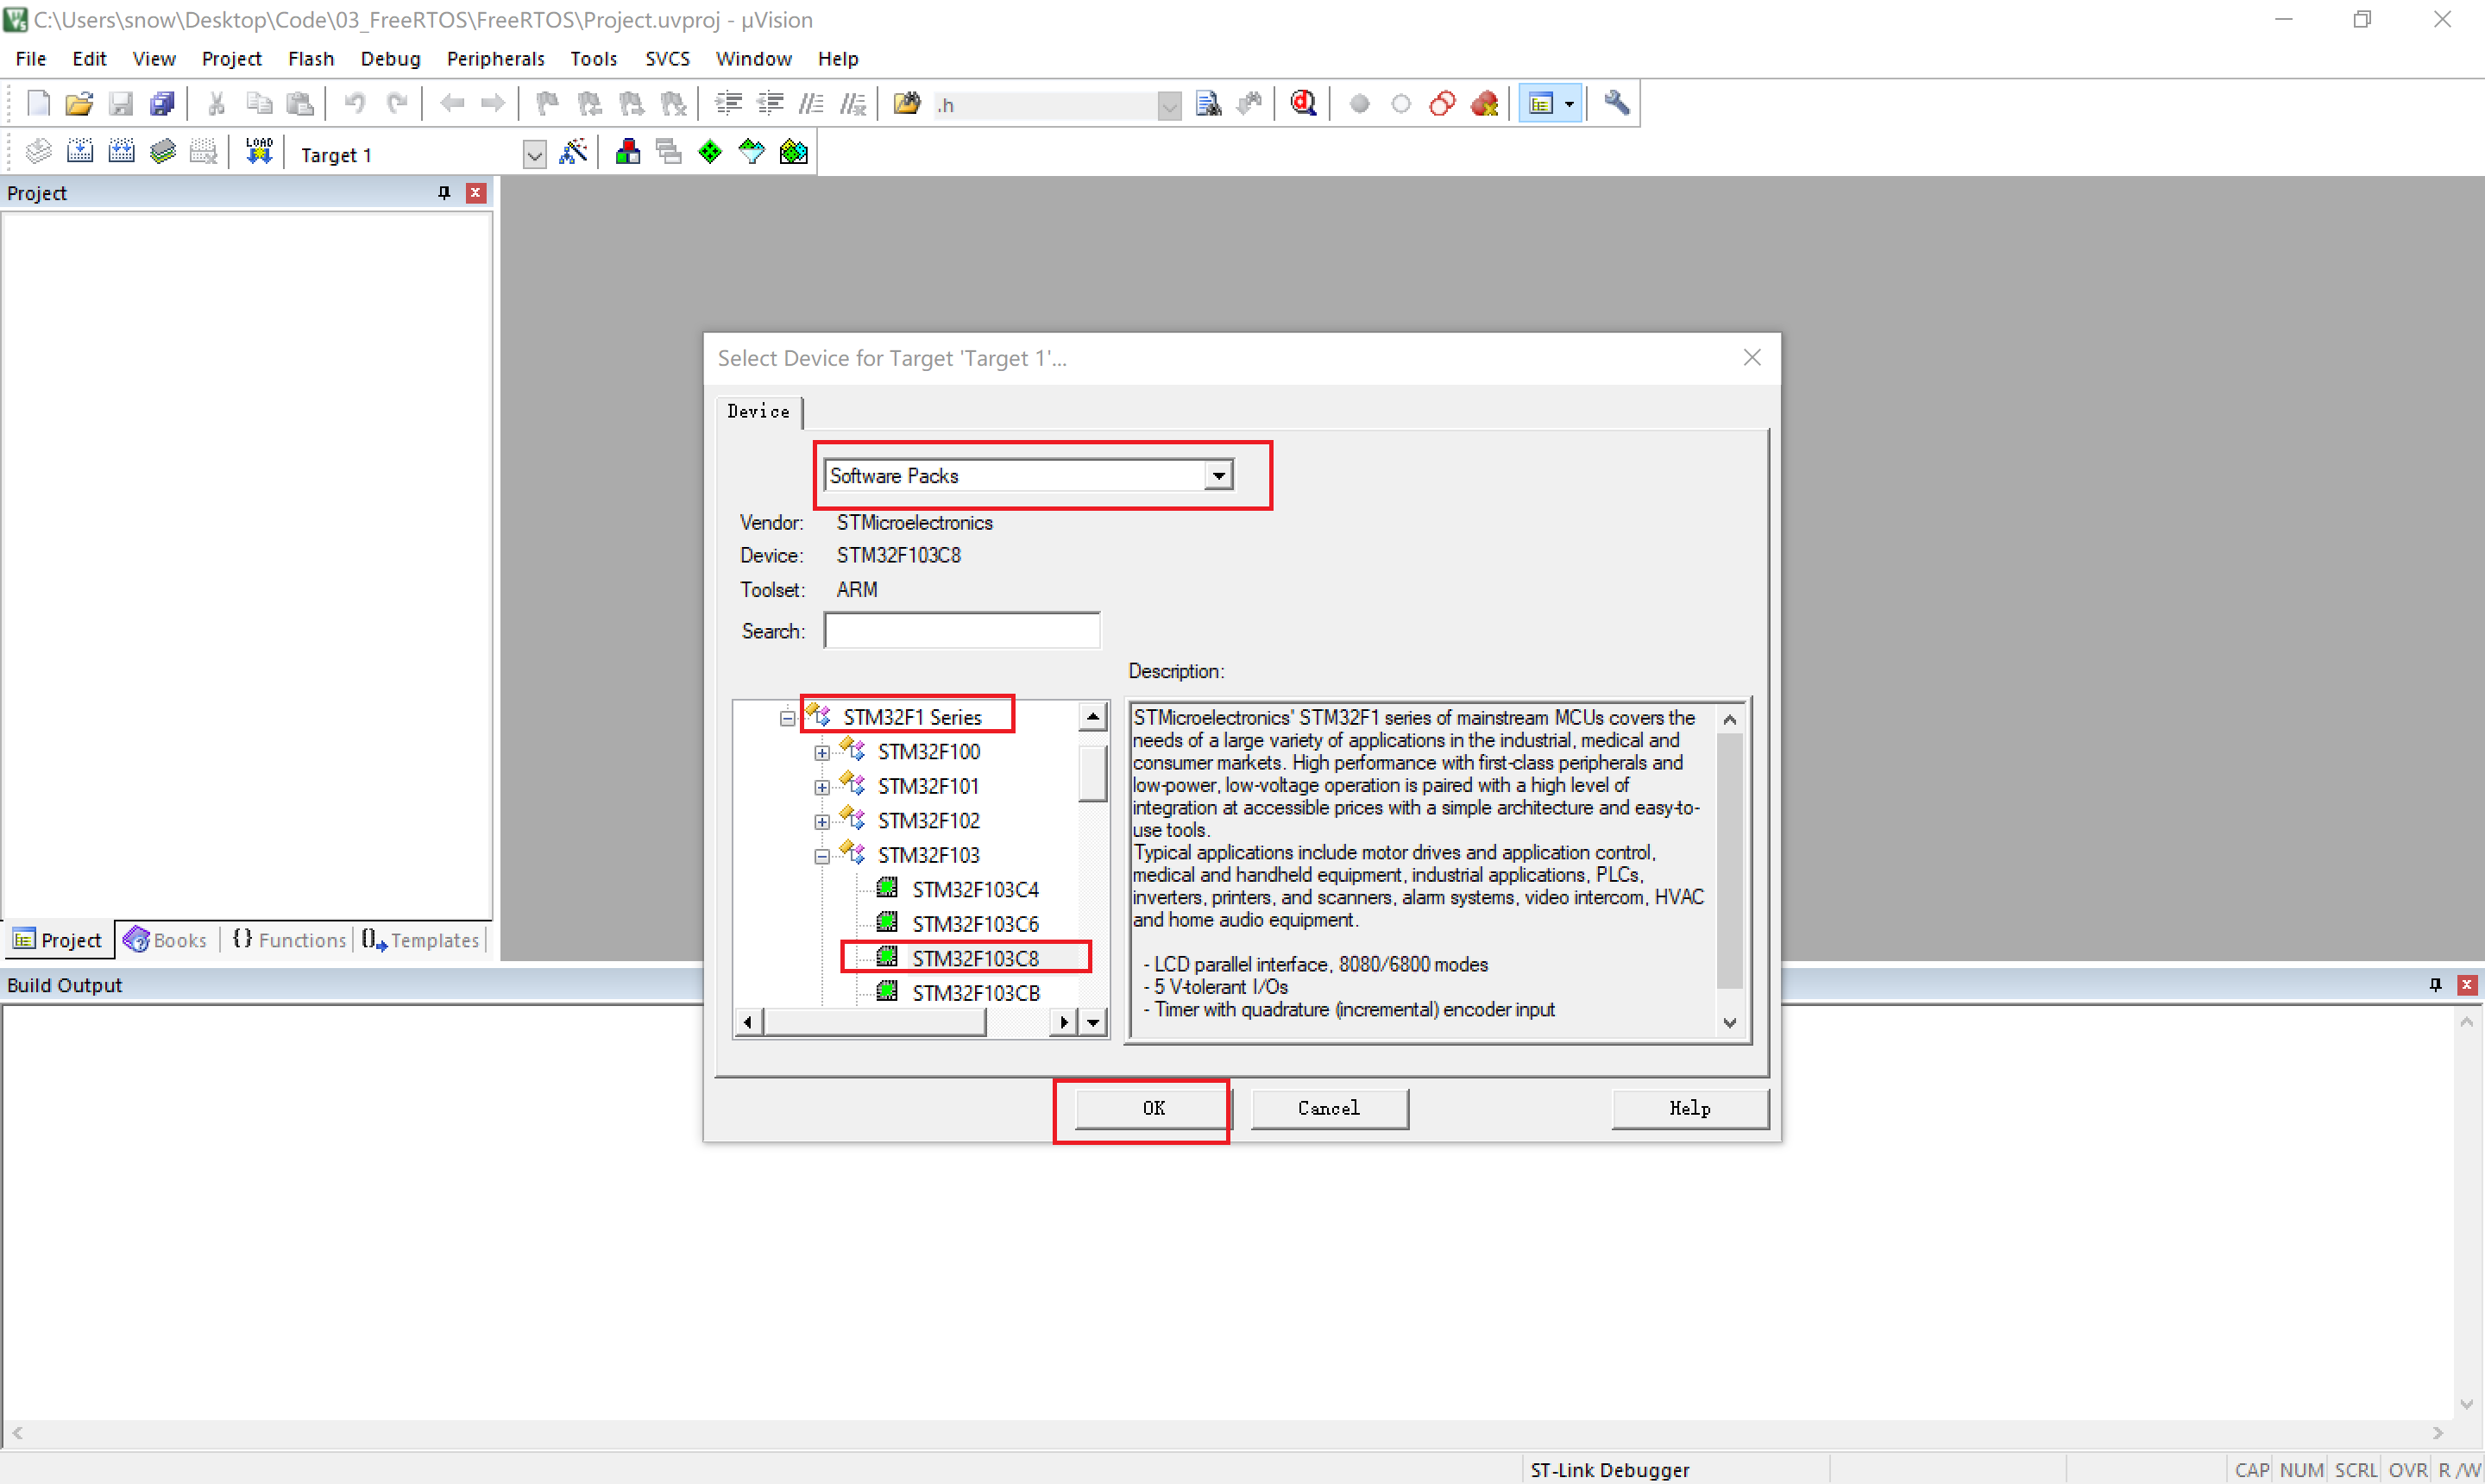 C:\Users\snow\Desktop\Code\03_FreeRTOS\FreeRTOS\Project.uvproj - µVision
File Edit View Project Flash Debug Peripherals Tools SVCS Window Help
.h
LOAD Target 1
Project
Select Device for Target 'Target 1'...
Device
Software Packs
Vendor: STMicroelectronics
Device: STM32F103C8
Toolset: ARM
Search:
Description:
STM32F1 Series
STM32F100
STM32F101
STM32F102
STM32F103
STM32F103C4
STM32F103C6
STM32F103C8
STM32F103CB
STMicroelectronics' STM32F1 series of mainstream MCUs covers the
needs of a large variety of applications in the industrial, medical and
consumer markets. High performance with first-class peripherals and
low-power, low-voltage operation is paired with a high level of
integration at accessible prices with a simple architecture and easy-to-
use tools.
Typical applications include motor drives and application control,
medical and handheld equipment, industrial applications, PLCs,
inverters, printers, and scanners, alarm systems, video intercom, HVAC
and home audio equipment.
- LCD parallel interface, 8080/6800 modes
- 5 V-tolerant I/Os
- Timer with quadrature (incremental) encoder input
OK Cancel Help
Project Books {} Functions Templates
Build Output
ST-Link Debugger
CAP NUM SCRL OVR R/W